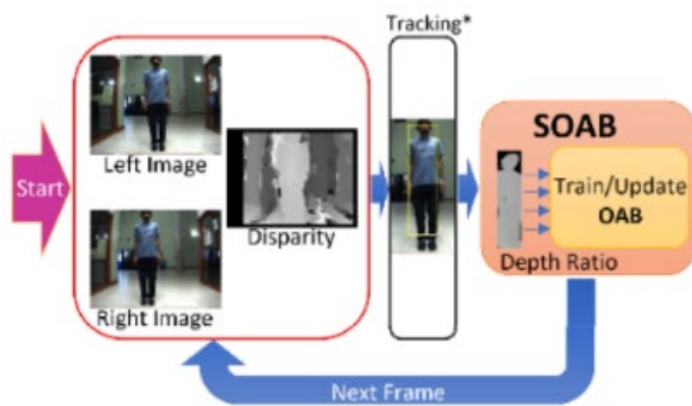 Tracking*
Start
Left Image
Right Image
Disparity
SOAB
Train/Update
OAB
Depth Ratio
Next Frame